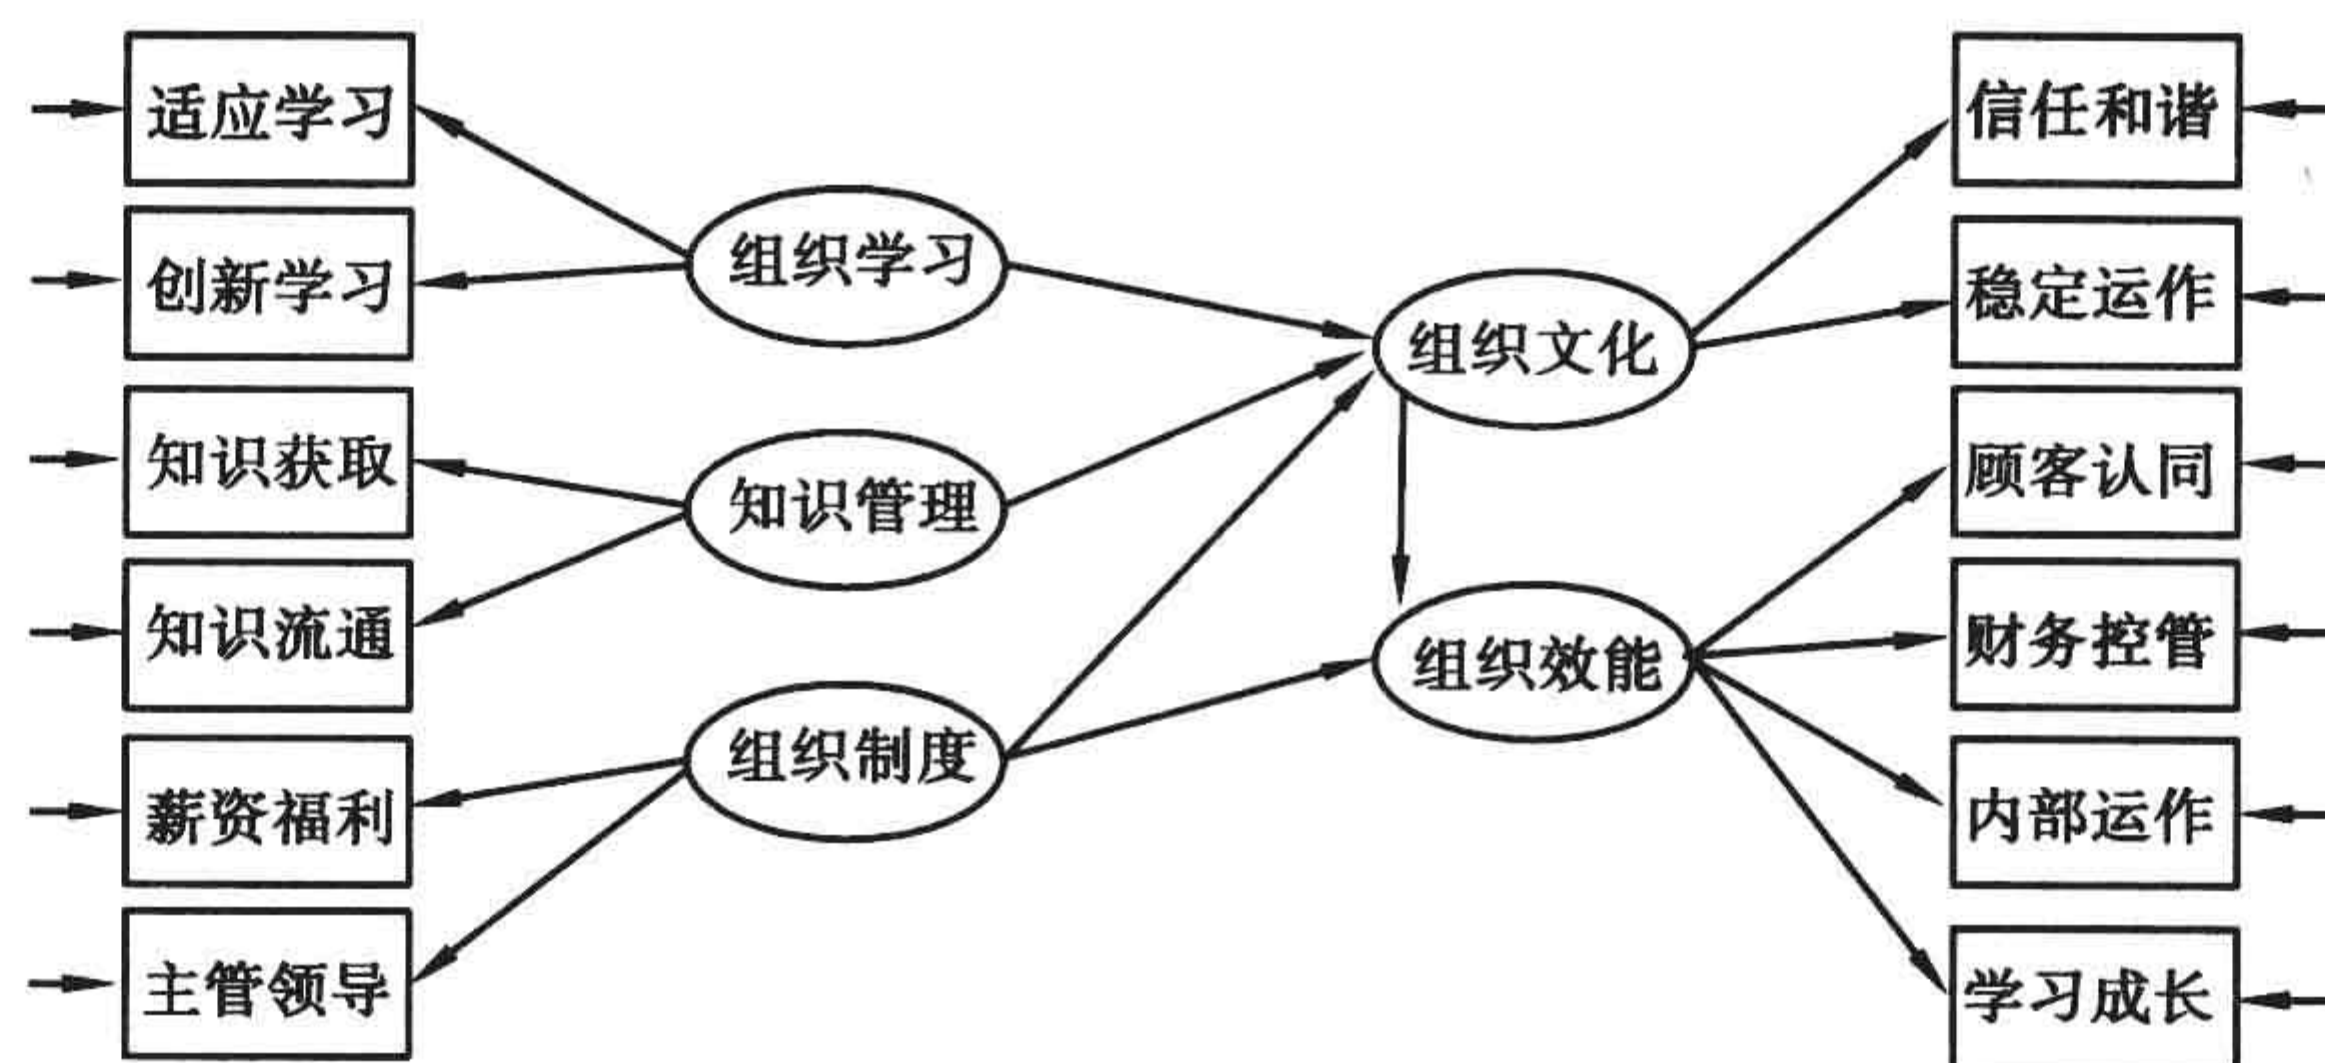 适应学习
创新学习
知识获取
知识流通
薪资福利
主管领导
组织学习
知识管理
组织制度
组织文化
组织效能
信任和谐
稳定运作
顾客认同
财务控管
内部运作
学习成长